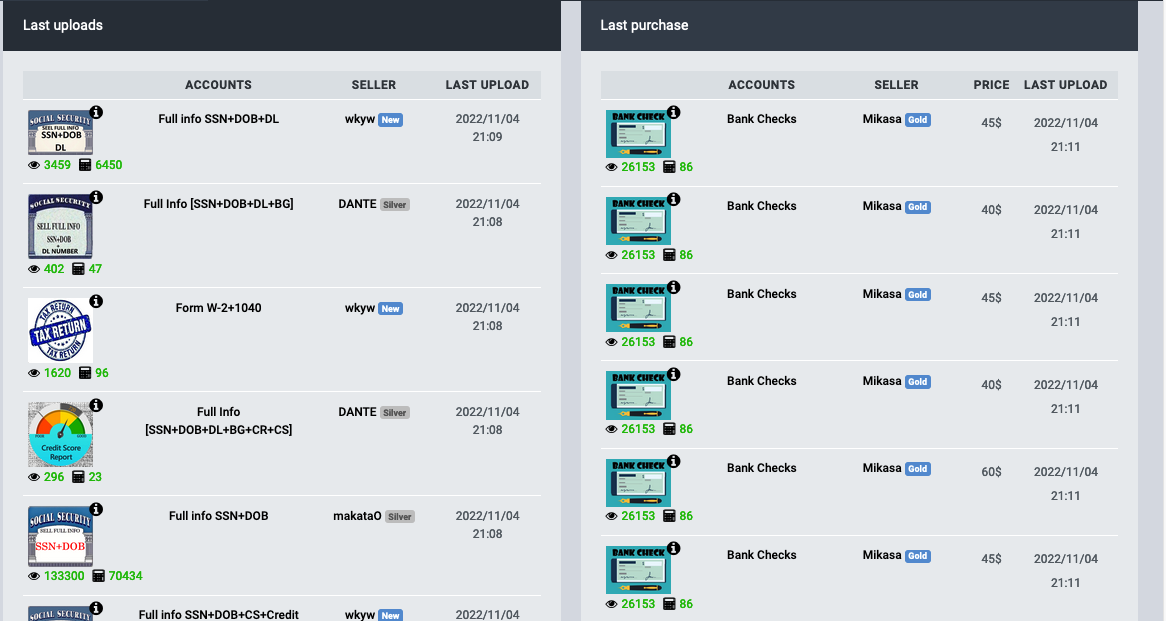 Last uploads
ACCOUNTS SELLER LAST UPLOAD
SOCIAL SECURITY
SELL FULL INFO
SSN+DOB
DL
3459 6450
Full info SSN+DOB+DL
wkyw New
2022/11/04
21:09
SOCIAL SECURITY
SELL FULL INFO
SSN+DOB
+
DL NUMBER
402 47
Full Info [SSN+DOB+DL+BG]
DANTE Silver
2022/11/04
21:08
TAX RETURN
TAX RETURN
TAX RETURN
1620 96
Form W-2+1040
wkyw New
2022/11/04
21:08
Credit Score
Report
296 23
Full Info
[SSN+DOB+DL+BG+CR+CS]
DANTE Silver
2022/11/04
21:08
SOCIAL SECURITY
SELL FULL INFO
SSN+DOB
133300 70434
Full info SSN+DOB
makataO Silver
2022/11/04
21:08
SOCIAL SECURITY
Full info SSN+DOB+CS+Credit
wkyw New
2022/11/04
Last purchase
ACCOUNTS SELLER PRICE LAST UPLOAD
BANK CHECK
26153 86
Bank Checks
Mikasa Gold
45$
2022/11/04
21:11
BANK CHECK
26153 86
Bank Checks
Mikasa Gold
40$
2022/11/04
21:11
BANK CHECK
26153 86
Bank Checks
Mikasa Gold
45$
2022/11/04
21:11
BANK CHECK
26153 86
Bank Checks
Mikasa Gold
40$
2022/11/04
21:11
BANK CHECK
26153 86
Bank Checks
Mikasa Gold
60$
2022/11/04
21:11
BANK CHECK
26153 86
Bank Checks
Mikasa Gold
45$
2022/11/04
21:11